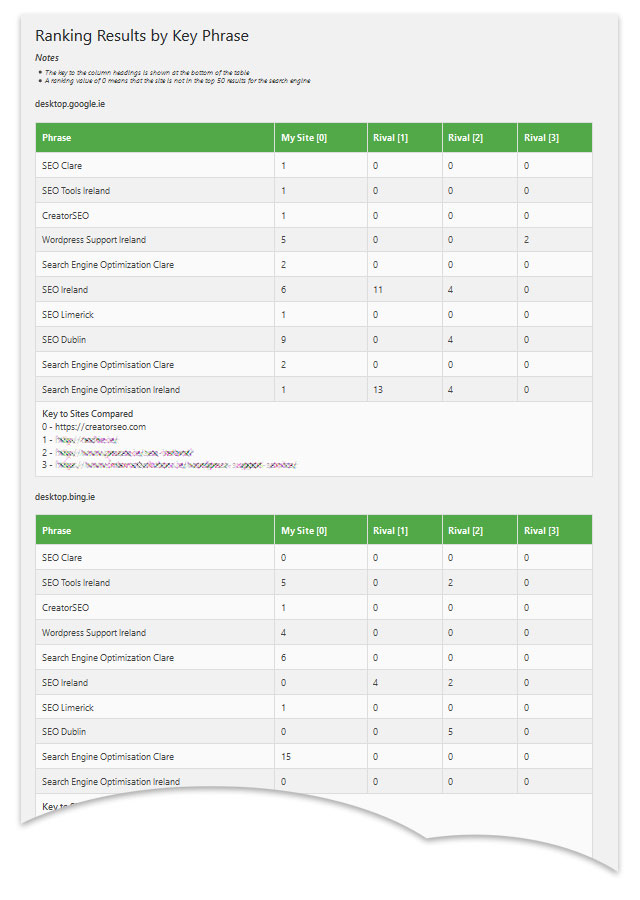 Ranking Results by Key Phrase
Notes
• The key to the column headings is shown at the bottom of the table
• A ranking value of 0 means that the site is not in the top 50 results for the search engine
desktop.google.ie
Phrase My Site [0] Rival [1] Rival [2] Rival [3]
SEO Clare 1 0 0 0
SEO Tools Ireland 1 0 0 0
CreatorSEO 1 0 0 0
Wordpress Support Ireland 5 0 0 2
Search Engine Optimization Clare 2 0 0 0
SEO Ireland 6 11 4 0
SEO Limerick 1 0 0 0
SEO Dublin 9 0 4 0
Search Engine Optimisation Clare 2 0 0 0
Search Engine Optimisation Ireland 1 13 4 0
Key to Sites Compared
0 - https://creatorseo.com
1 -
2 -
3 -
desktop.bing.ie
Phrase My Site [0] Rival [1] Rival [2] Rival [3]
SEO Clare 0 0 0 0
SEO Tools Ireland 5 0 2 0
CreatorSEO 1 0 0 0
Wordpress Support Ireland 4 0 0 0
Search Engine Optimization Clare 6 0 0 0
SEO Ireland 0 4 2 0
SEO Limerick 1 0 0 0
SEO Dublin 0 0 5 0
Search Engine Optimisation Clare 15 0 0 0
Search Engine Optimisation Ireland 0 0 0 0
Key to